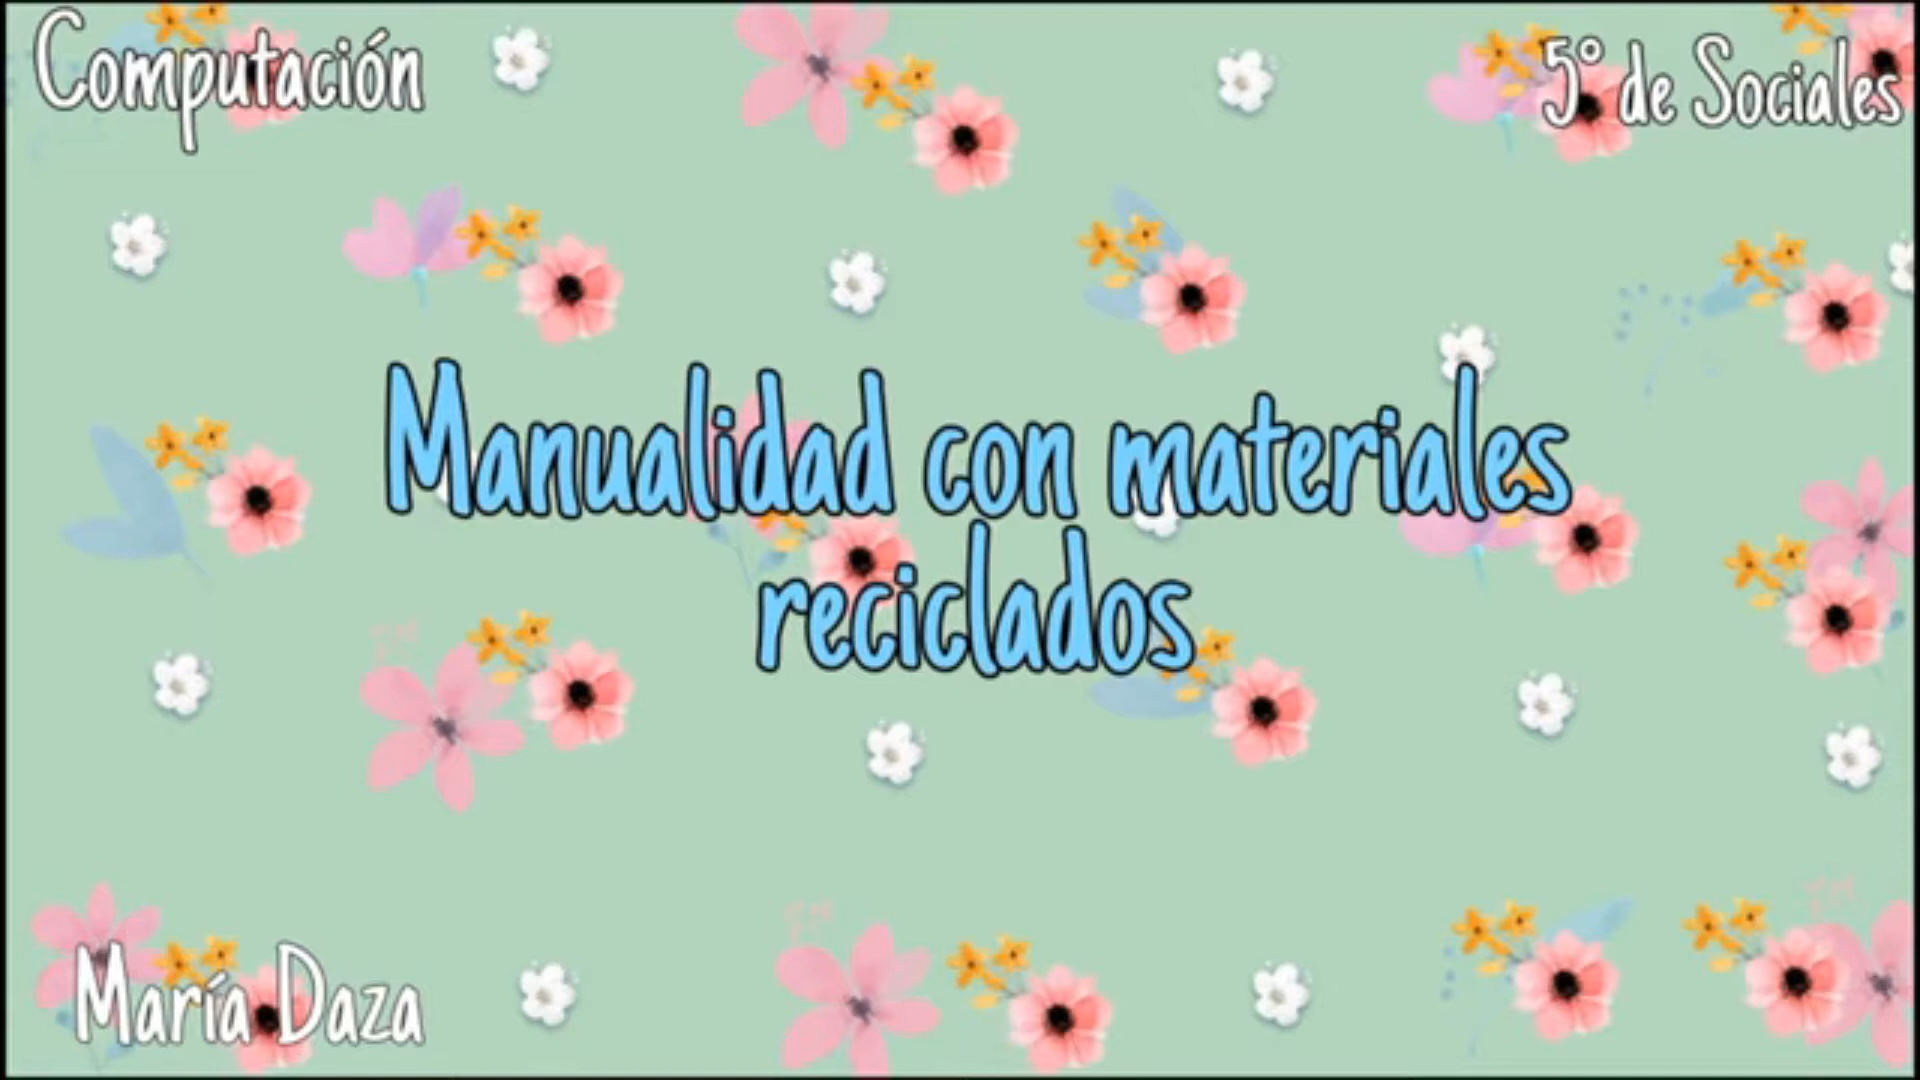 Computación
5° de Sociales
Manualidad con materiales
reciclados
María Daza